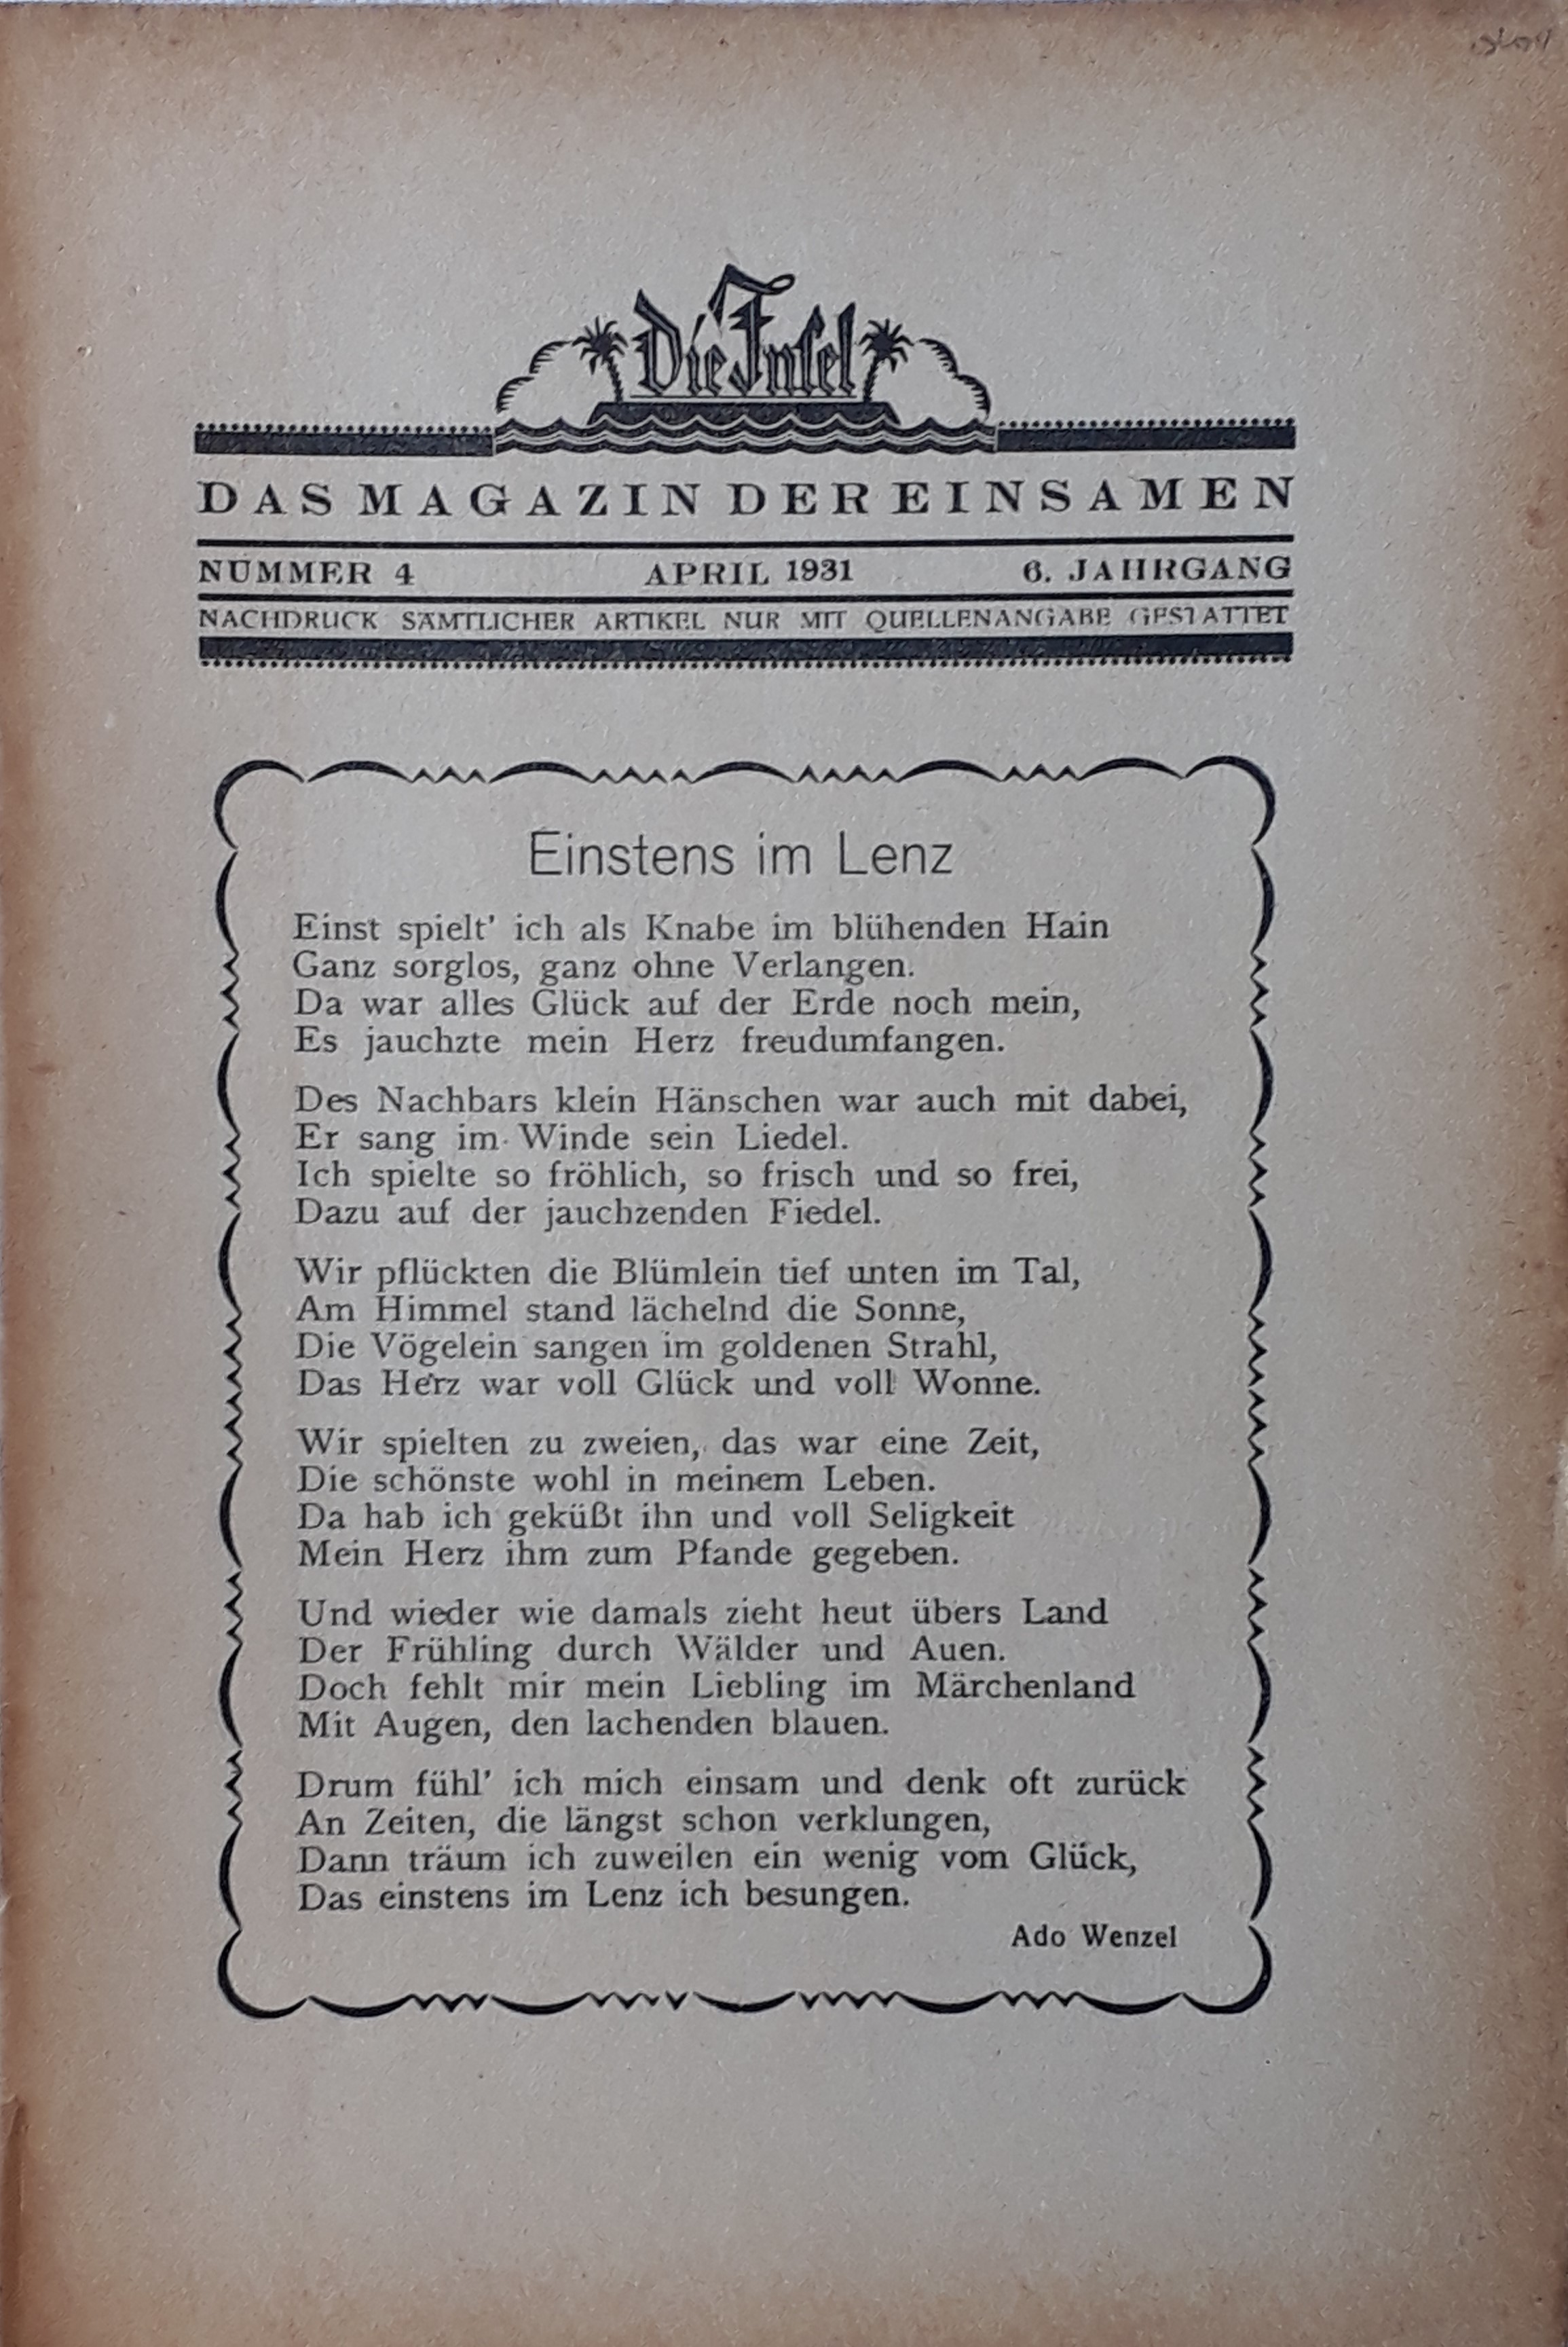 Die Insel
DAS MAGAZIN DER EINSAMEN
NUMMER 4 APRIL 1931 6. JAHRGANG
NACHDRUCK SÄMTLICHER ARTIKEL NUR MIT QUELLENANGABE GESTATTET
Einstens im Lenz
Einst spielt’ ich als Knabe im blühenden Hain
Ganz sorglos, ganz ohne Verlangen.
Da war alles Glück auf der Erde noch mein,
Es jauchzte mein Herz freudumfangen.
Des Nachbars klein Hänschen war auch mit dabei,
Er sang im Winde sein Liedel.
Ich spielte so fröhlich, so frisch und so frei,
Dazu auf der jauchzenden Fiedel.
Wir pflückten die Blümlein tief unten im Tal,
Am Himmel stand lächelnd die Sonne,
Die Vögelein sangen im goldenen Strahl,
Das Herz war voll Glück und voll Wonne.
Wir spielten zu zweien, das war eine Zeit,
Die schönste wohl in meinem Leben.
Da hab ich geküßt ihn und voll Seligkeit
Mein Herz ihm zum Pfande gegeben.
Und wieder wie damals zieht heut übers Land
Der Frühling durch Wälder und Auen.
Doch fehlt mir mein Liebling im Märchenland
Mit Augen, den lachenden blauen.
Drum fühl’ ich mich einsam und denk oft zurück
An Zeiten, die längst schon verklungen,
Dann träum ich zuweilen ein wenig vom Glück,
Das einstens im Lenz ich besungen.
Ado Wenzel